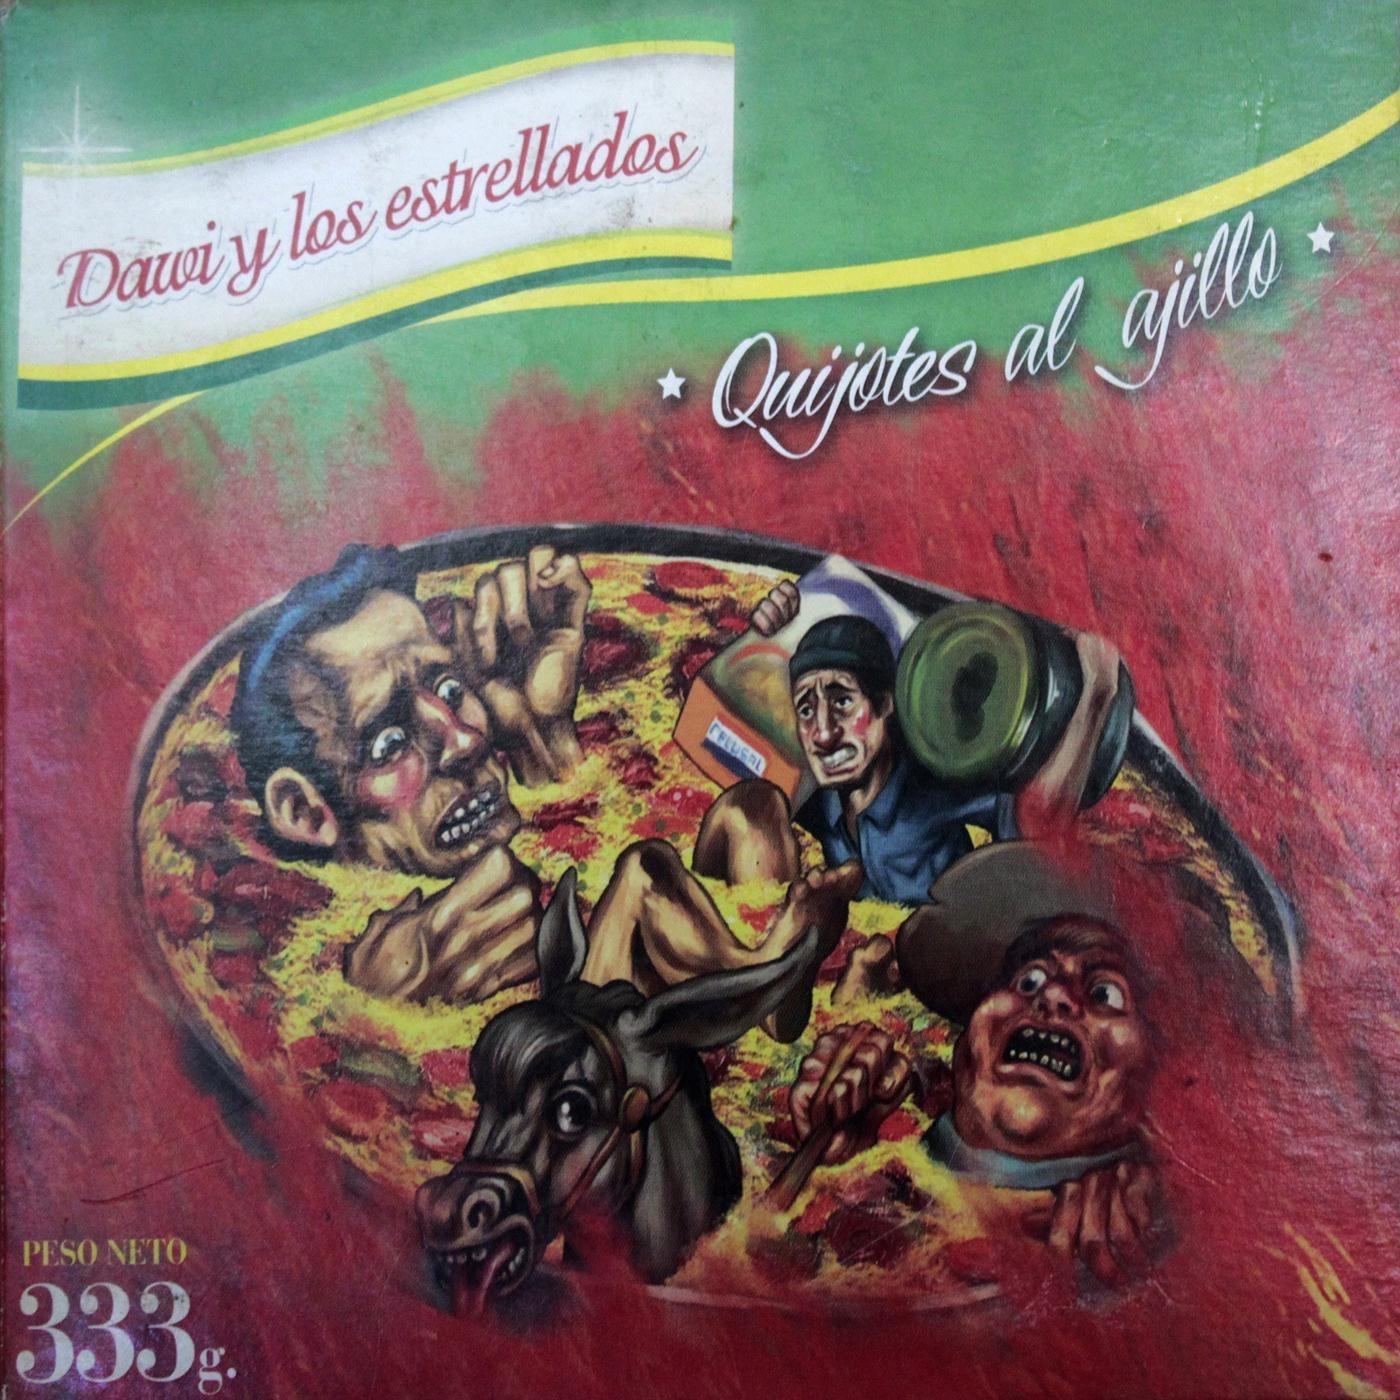 Dawi y los estrellados
Quijotes al ajillo
PESO NETO
333g.